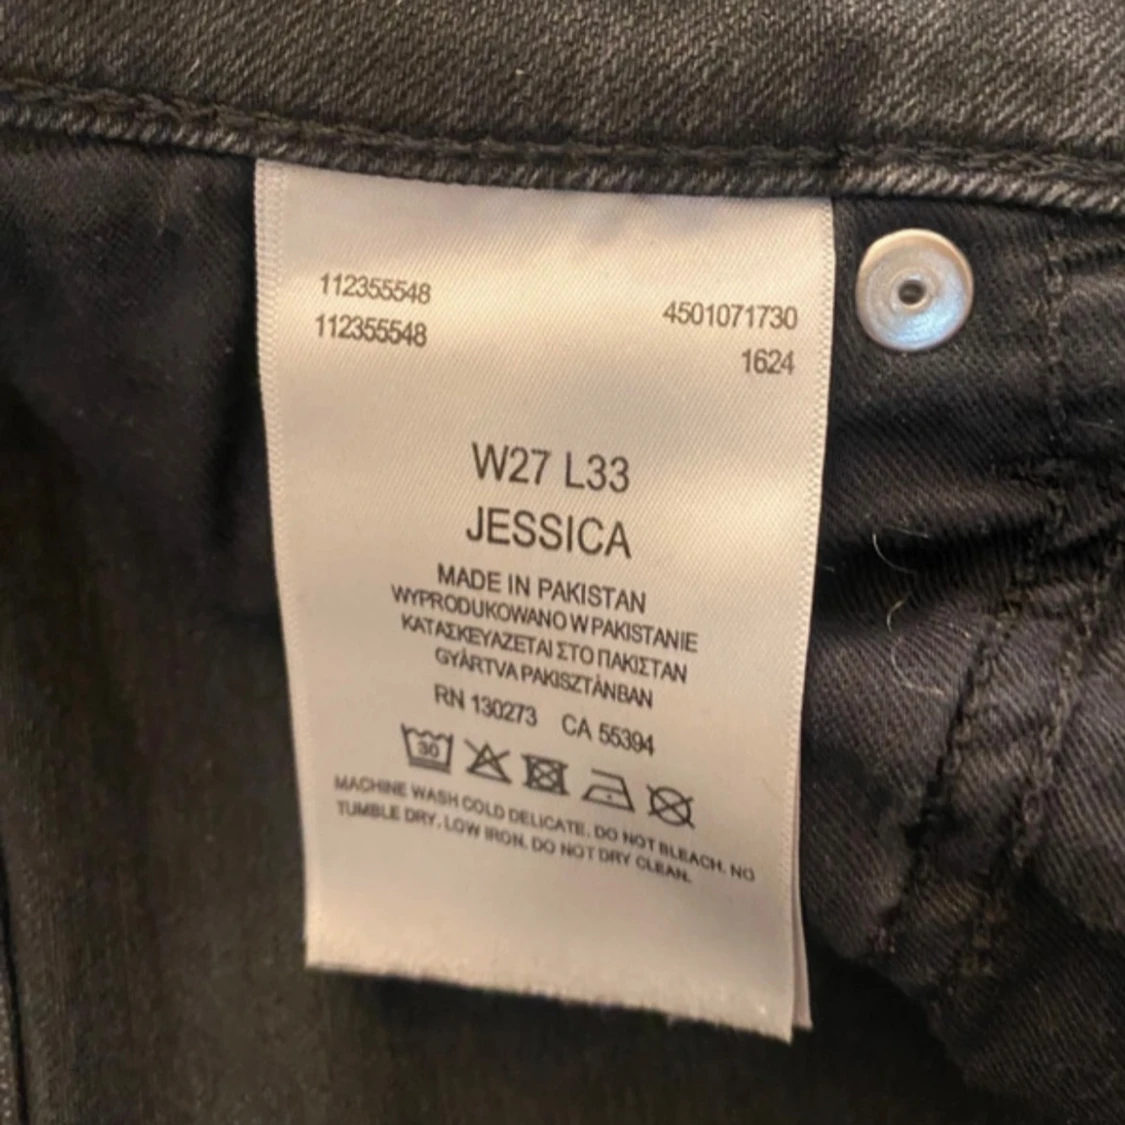 112355548
112355548
4501071730
1624
W27 L33
JESSICA
MADE IN PAKISTAN
WYPRODUKOWANO W PAKISTANIE
ΚΑΤΑΣΚΕΥΑΖΕΤΑΙ ΣΤΟ ΠΑΚΙΣΤΑΝ
GYÁRTVA PAKISZTÁNBAN
RN 130273 CA 55394
30
MACHINE WASH COLD DELICATE. DO NOT BLEACH. NO
TUMBLE DRY. LOW IRON. DO NOT DRY CLEAN.